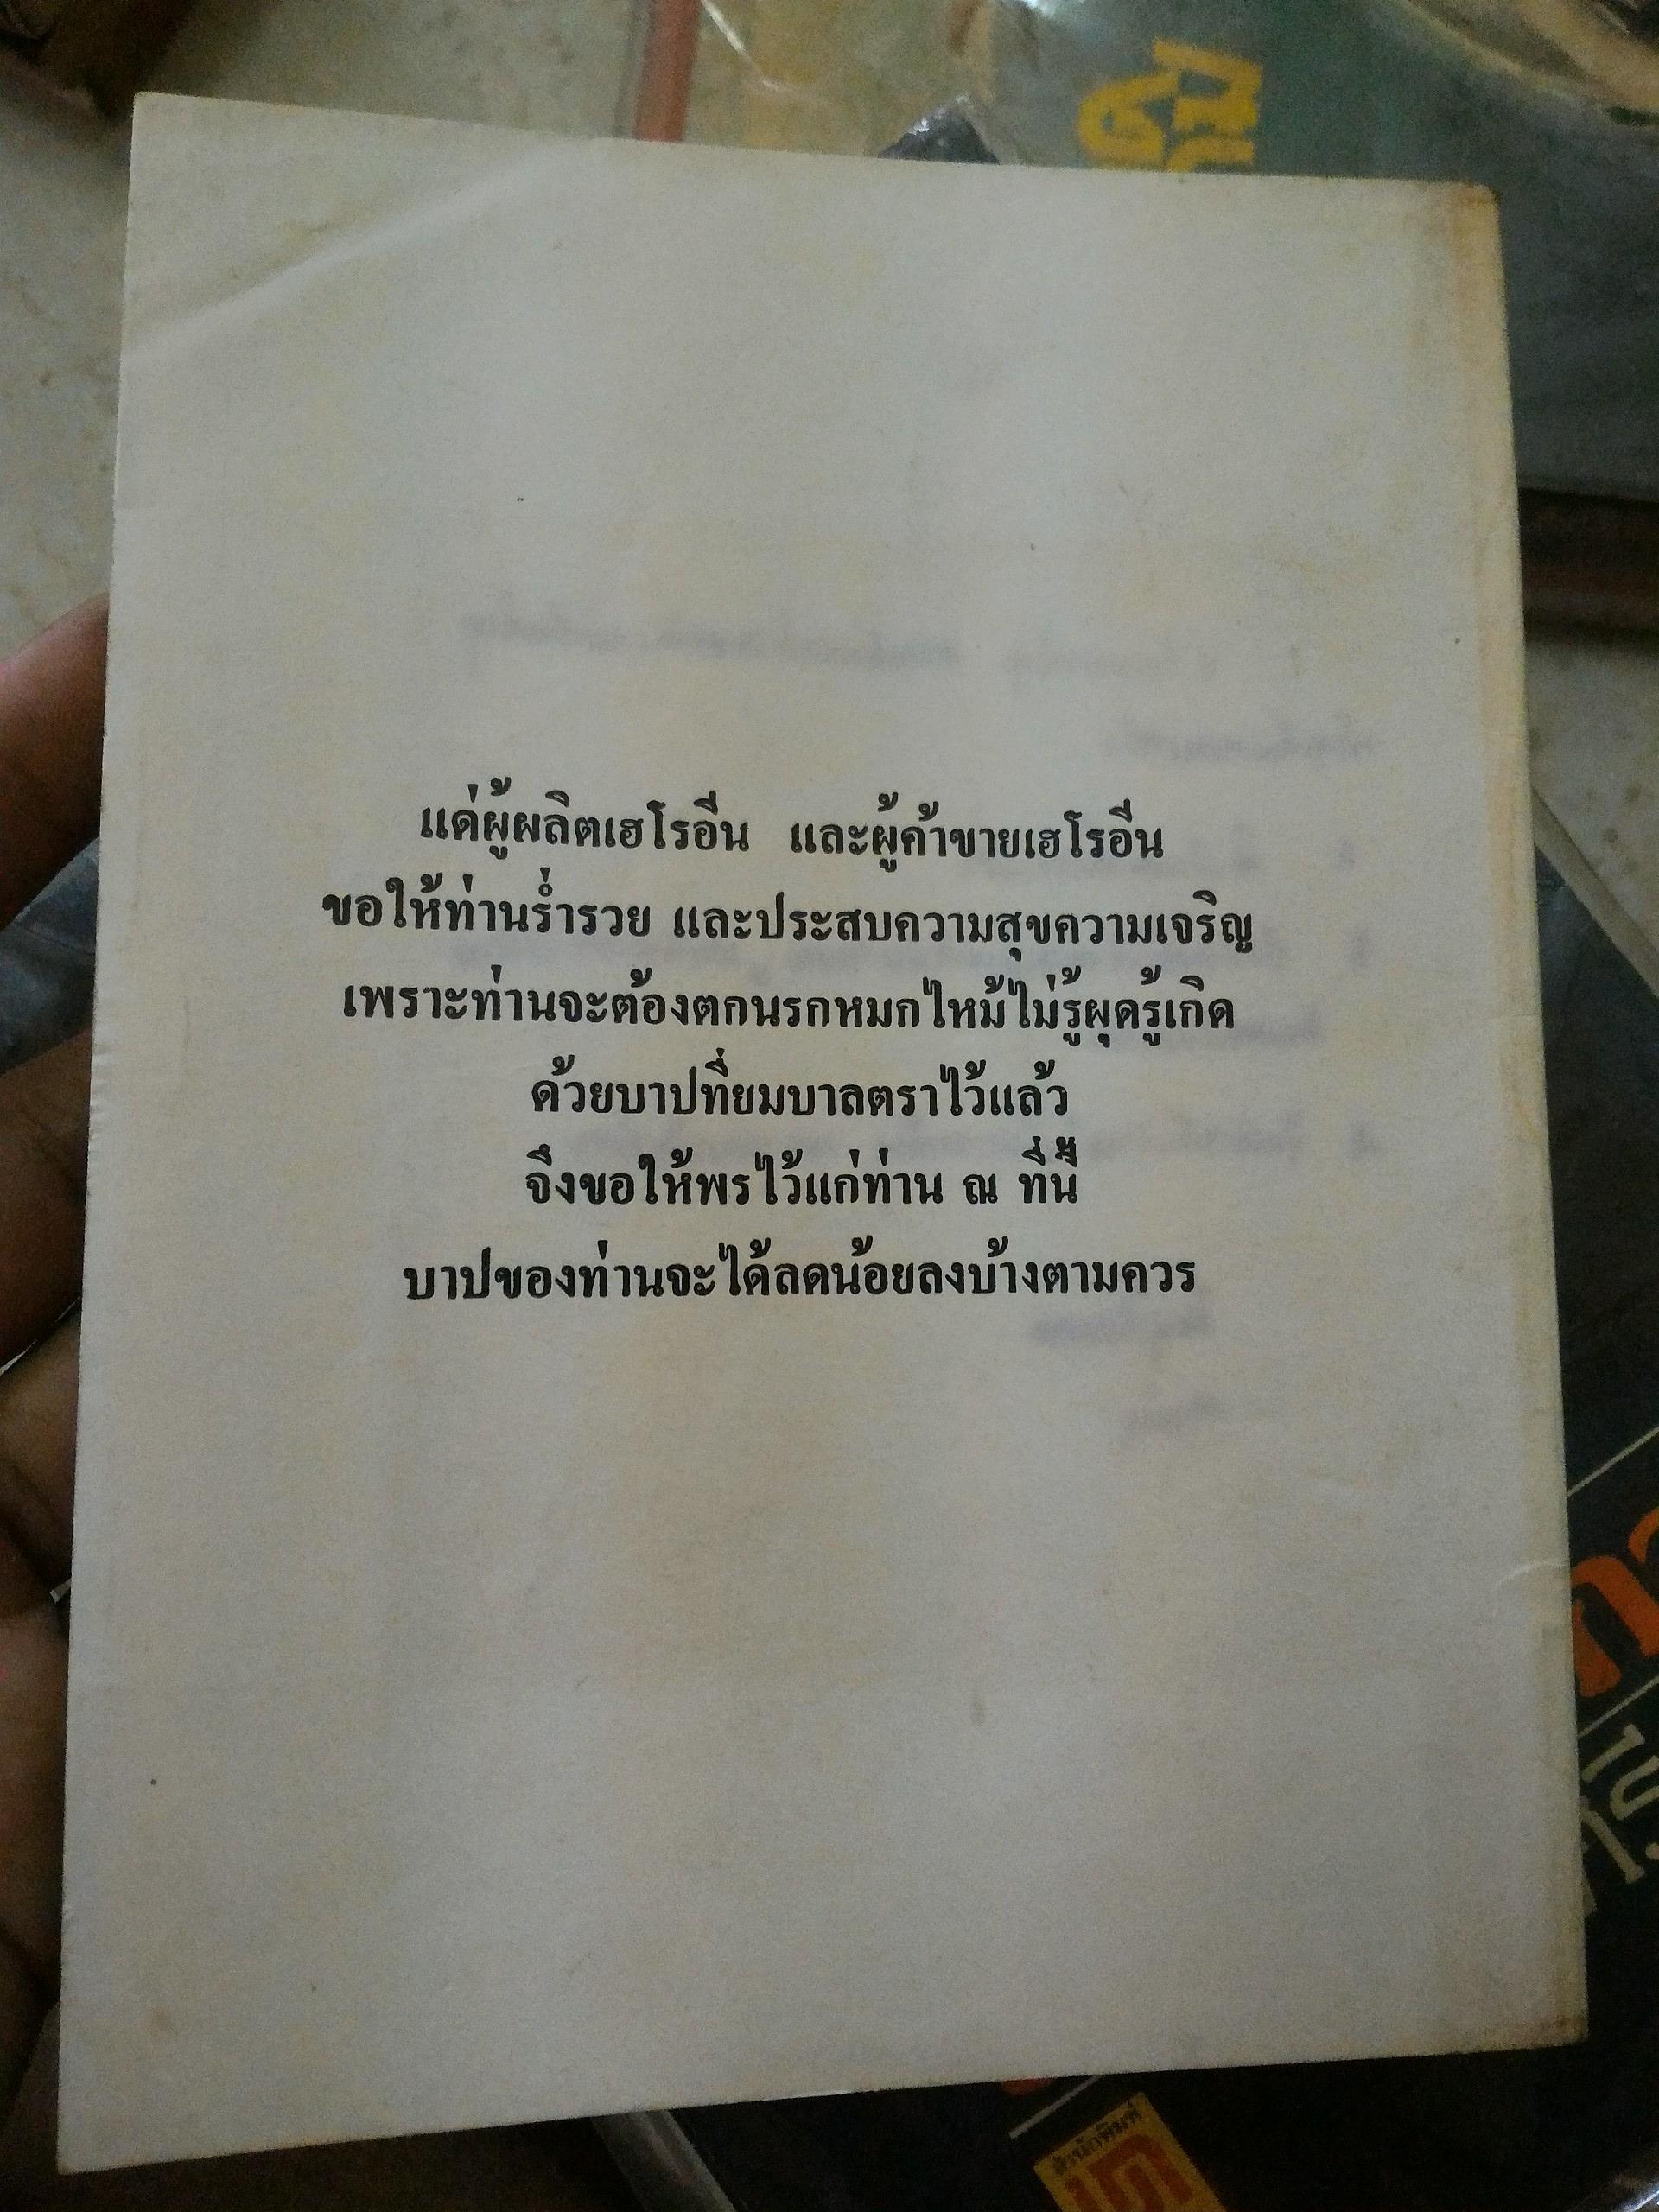 แด่ผู้ผลิตเฮโรอีน และผู้ค้าขายเฮโรอีน
ขอให้ท่านร่ำรวย และประสบความสุขความเจริญ
เพราะท่านจะต้องตกนรกหมกไหม้ไม่รู้ผุดรู้เกิด
ด้วยบาปที่ยมบาลตราไว้แล้ว
จึงขอให้พรไว้แก่ท่าน ณ ที่นี้
บาปของท่านจะได้ลดน้อยลงบ้างตามควร
สำนักพิมพ์